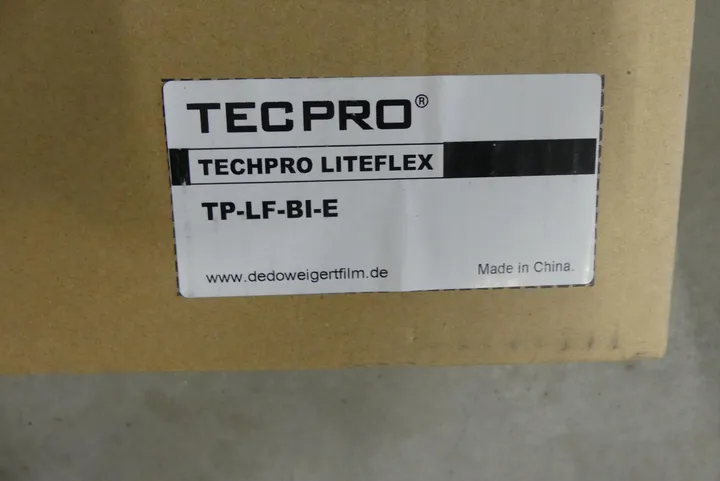 TECPRO®
TECHPRO LITEFLEX
TP-LF-BI-E
www.dedoweigertfilm.de
Made in China.